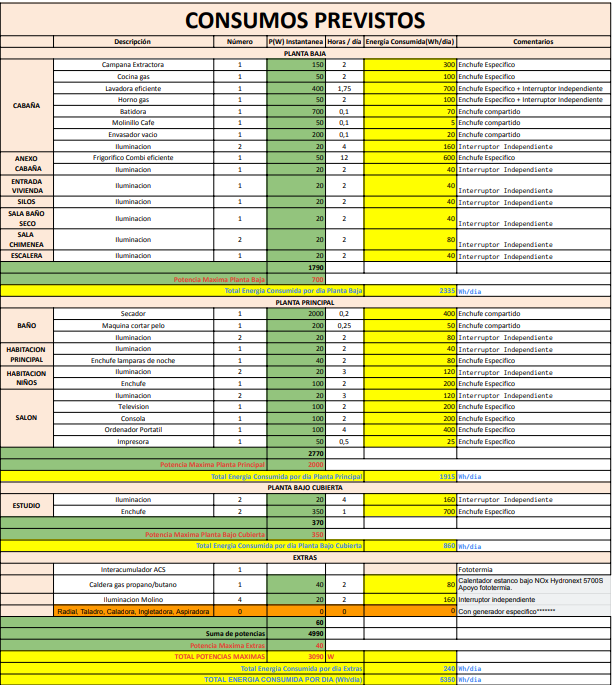 CONSUMOS PREVISTOS
Descripción Número P(W) Instantanea Horas / día Energia Consumida(Wh/dia) Comentarios
PLANTA BAJA
CABAÑA
Campana Extractora 1 150 2 300 Enchufe Especifico
Cocina gas 1 50 2 100 Enchufe Especifico
Lavadora eficiente 1 400 1,75 700 Enchufe Especifico + Interruptor Independiente
Horno gas 1 50 2 100 Enchufe Especifico + Interruptor Independiente
Batidora 1 700 0,1 70 Enchufe compartido
Molinillo Cafe 1 50 0,1 5 Enchufe compartido
Envasador vacio 1 200 0,1 20 Enchufe compartido
Iluminacion 2 20 4 160 Interruptor Independiente
ANEXO CABAÑA
Frigorifico Combi eficiente 1 50 12 600 Enchufe Especifico
Iluminacion 1 20 2 40 Interruptor Independiente
ENTRADA VIVIENDA
Iluminacion 1 20 2 40 Interruptor Independiente
SILOS Iluminacion 1 20 2 40 Interruptor Independiente
SALA BAÑO SECO
Iluminacion 1 20 2 40 Interruptor Independiente
SALA CHIMENEA
Iluminacion 2 20 2 80 Interruptor Independiente
ESCALERA Iluminacion 1 20 2 40 Interruptor Independiente
1790
Potencia Maxima Planta Baja 700
Total Energia Consumida por dia Planta Baja 2335 Wh/dia
PLANTA PRINCIPAL
BAÑO
Secador 1 2000 0,2 400 Enchufe compartido
Maquina cortar pelo 1 200 0,25 50 Enchufe compartido
Iluminacion 2 20 2 80 Interruptor Independiente
HABITACION PRINCIPAL
Iluminacion 1 20 2 40 Interruptor Independiente
Enchufe lamparas de noche 1 40 2 80 Enchufe Especifico
HABITACION NIÑOS
Iluminacion 2 20 3 120 Interruptor Independiente
Enchufe 1 100 2 200 Enchufe Especifico
SALON
Iluminacion 2 20 3 120 Interruptor Independiente
Television 1 100 2 200 Enchufe Especifico
Consola 1 100 2 200 Enchufe Especifico
Ordenador Portatil 1 100 4 400 Enchufe Especifico
Impresora 1 50 0,5 25 Enchufe Especifico
2770
Potencia Maxima Planta Principal 2000
Total Energia Consumida por dia Planta Principal 1915 Wh/dia
PLANTA BAJO CUBIERTA
ESTUDIO
Iluminacion 2 20 4 160 Interruptor Independiente
Enchufe 2 350 1 700 Enchufe Especifico
370
Potencia Maxima Planta Bajo Cubierta 350
Total Energia Consumida por dia Planta Bajo Cubierta 860 Wh/dia
EXTRAS
Interacumulador ACS 1 Fototermia
Caldera gas propano/butano 1 40 2 80 Calentador estanco bajo NOx Hydronext 5700S
Apoyo fototermia.
Iluminacion Molino 4 20 2 160 Interruptor independiente
Radial, Taladro, Caladora, Ingletadora, Aspiradora 0 0 0 0 Con generador especifico*******
60
Suma de potencias 4990
Potencia Maxima Extras 40
TOTAL POTENCIAS MAXIMAS 3090 W
Total Energia Consumida por dia Extras 240 Wh/dia
TOTAL ENERGIA CONSUMIDA POR DIA (Wh/dia) 5350 Wh/dia